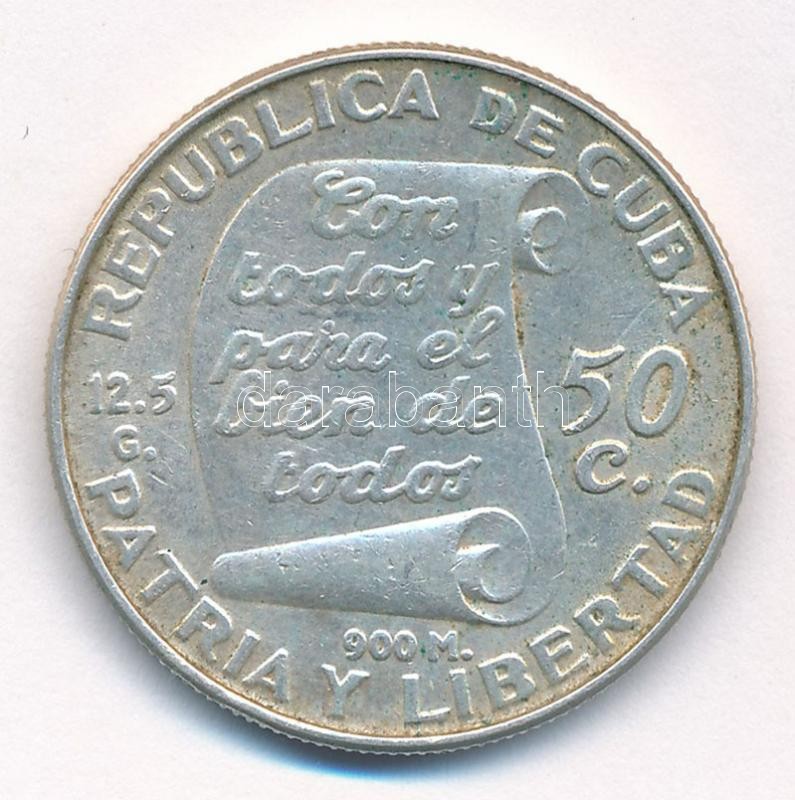 REPUBLICA DE CUBA
Con
todos y
para el
bien de
todos
12.5
G.
50
C.
900 M.
PATRIA Y LIBERTAD
darabanth